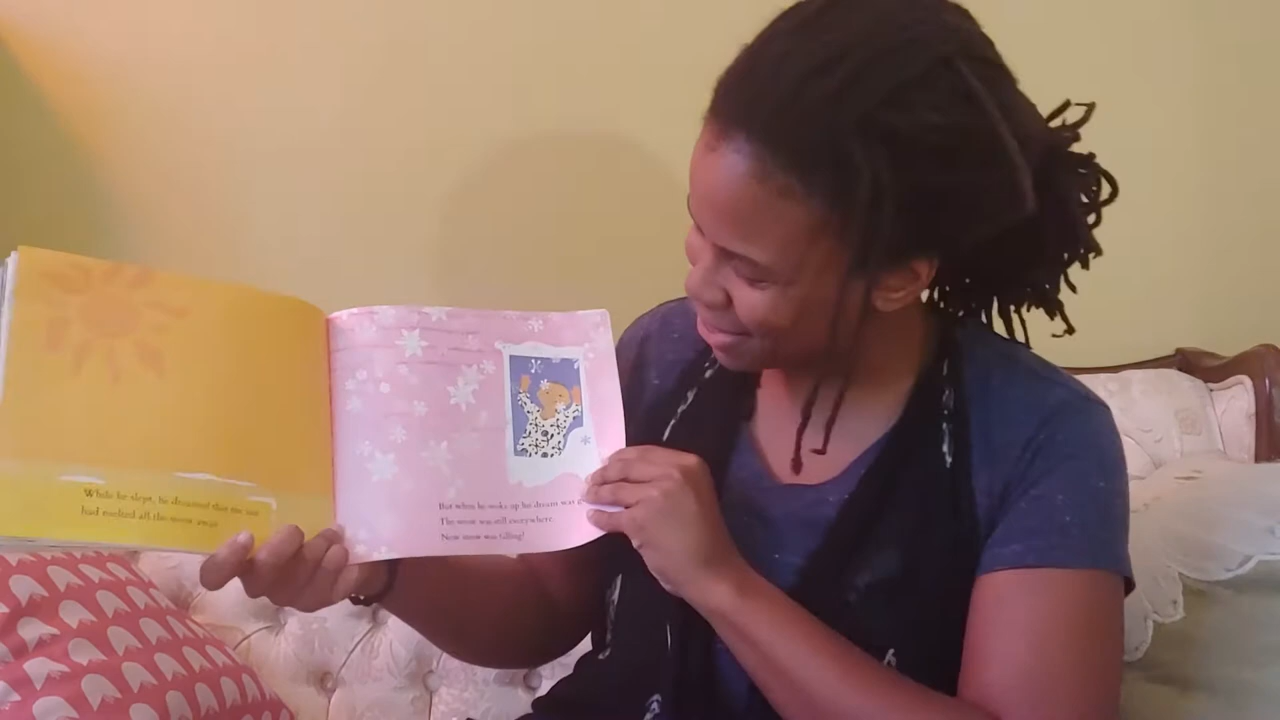 While he slept, he dreamed that the sun
had melted all the snow away.
But when he woke up his dream was
The snow was still everywhere.
New snow was falling!